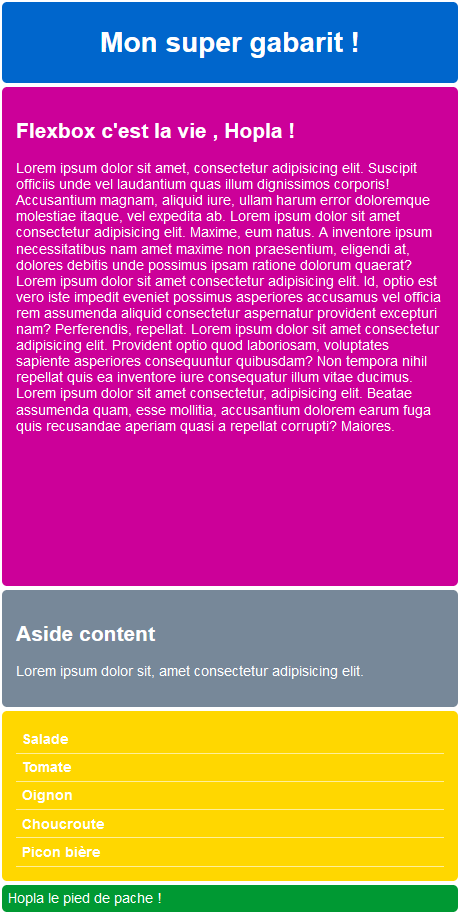 Mon super gabarit !
Flexbox c'est la vie , Hopla !
Lorem ipsum dolor sit amet, consectetur adipisicing elit. Suscipit
officiis unde vel laudantium quas illum dignissimos corporis!
Accusantium magnam, aliquid iure, ullam harum error doloremque
molestiae itaque, vel expedita ab. Lorem ipsum dolor sit amet
consectetur adipisicing elit. Maxime, eum natus. A inventore ipsum
necessitatibus nam amet maxime non praesentium, eligendi at,
dolores debitis unde possimus ipsam ratione dolorum quaerat?
Lorem ipsum dolor sit amet consectetur adipisicing elit. Id, optio est
vero iste impedit eveniet possimus asperiores accusamus vel officia
rem assumenda aliquid consectetur aspernatur provident excepturi
nam? Perferendis, repellat. Lorem ipsum dolor sit amet consectetur
adipisicing elit. Provident optio quod laboriosam, voluptates
sapiente asperiores consequuntur quibusdam? Non tempora nihil
repellat quis ea inventore iure consequatur illum vitae ducimus.
Lorem ipsum dolor sit amet consectetur, adipisicing elit. Beatae
assumenda quam, esse mollitia, accusantium dolorem earum fuga
quis recusandae aperiam quasi a repellat corrupti? Maiores.
Aside content
Lorem ipsum dolor sit, amet consectetur adipisicing elit.
Salade
Tomate
Oignon
Choucroute
Picon bière
Hopla le pied de pache !